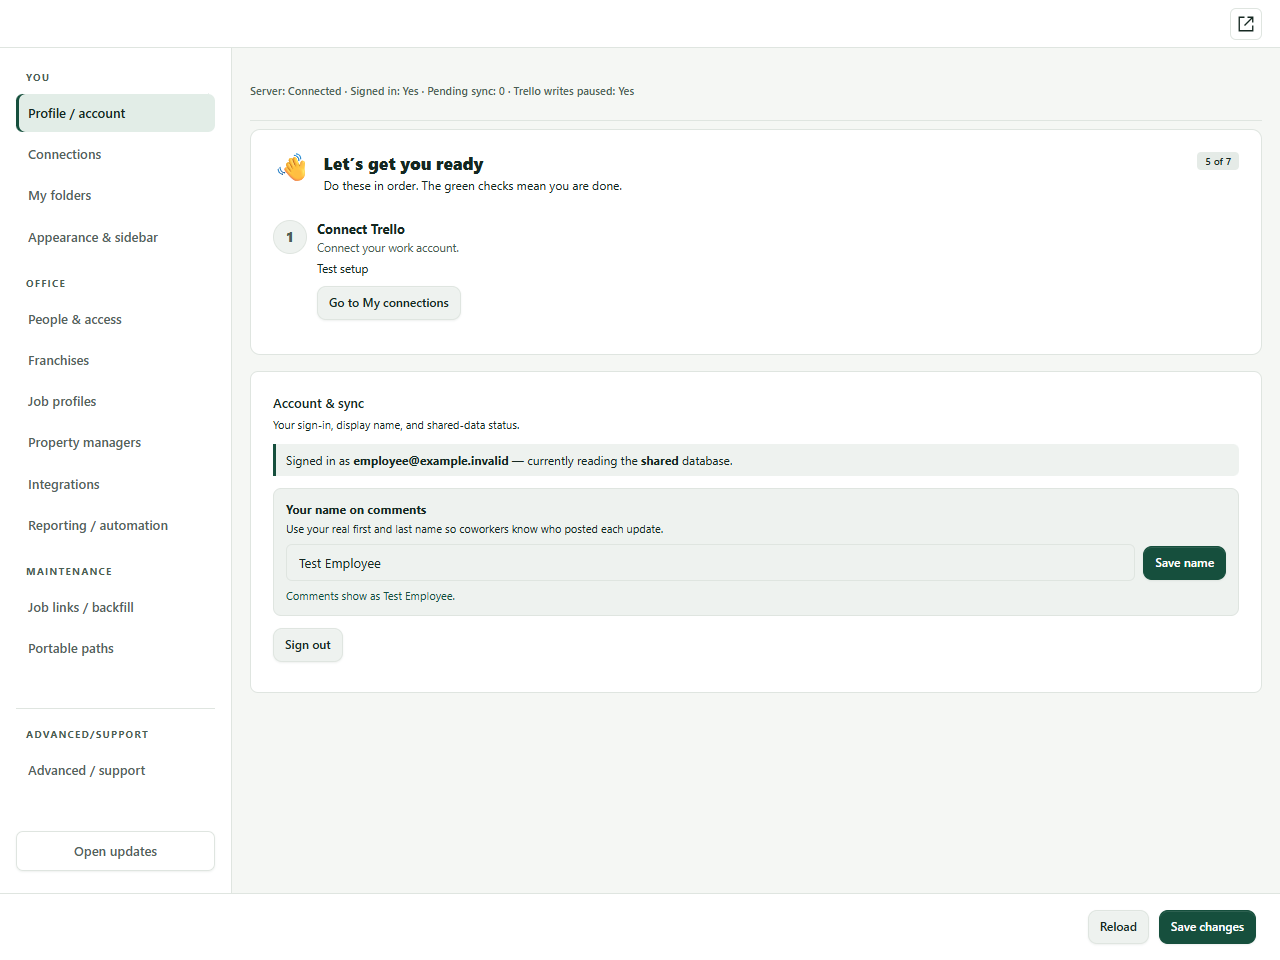 YOU
Profile / account
Connections
My folders
Appearance & sidebar
OFFICE
People & access
Franchises
Job profiles
Property managers
Integrations
Reporting / automation
MAINTENANCE
Job links / backfill
Portable paths
ADVANCED/SUPPORT
Advanced / support
Open updates
Server: Connected · Signed in: Yes · Pending sync: 0 · Trello writes paused: Yes
Let's get you ready
5 of 7
Do these in order. The green checks mean you are done.
1
Connect Trello
Connect your work account.
Test setup
Go to My connections
Account & sync
Your sign-in, display name, and shared-data status.
Signed in as employee@example.invalid — currently reading the shared database.
Your name on comments
Use your real first and last name so coworkers know who posted each update.
Test Employee
Save name
Comments show as Test Employee.
Sign out
Reload
Save changes